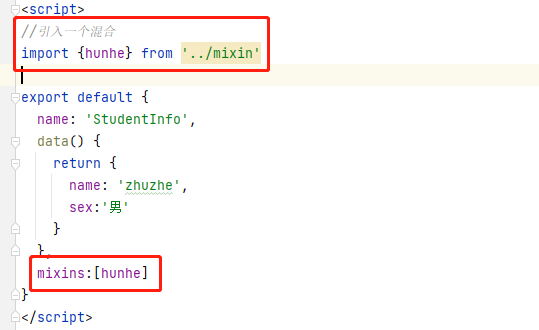 <script>
//引入一个混合
import {hunhe} from '../mixin'
export default {
  name: 'StudentInfo',
  data() {
    return {
      name: 'zhuzhe',
      sex:'男'
    }
  },
  mixins:[hunhe]
}
</script>